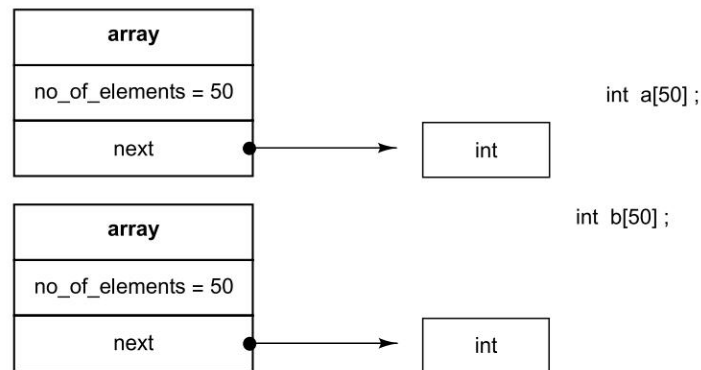 array
no_of_elements = 50
int a[50] ;
next
int
array
int b[50] ;
no_of_elements = 50
next
int